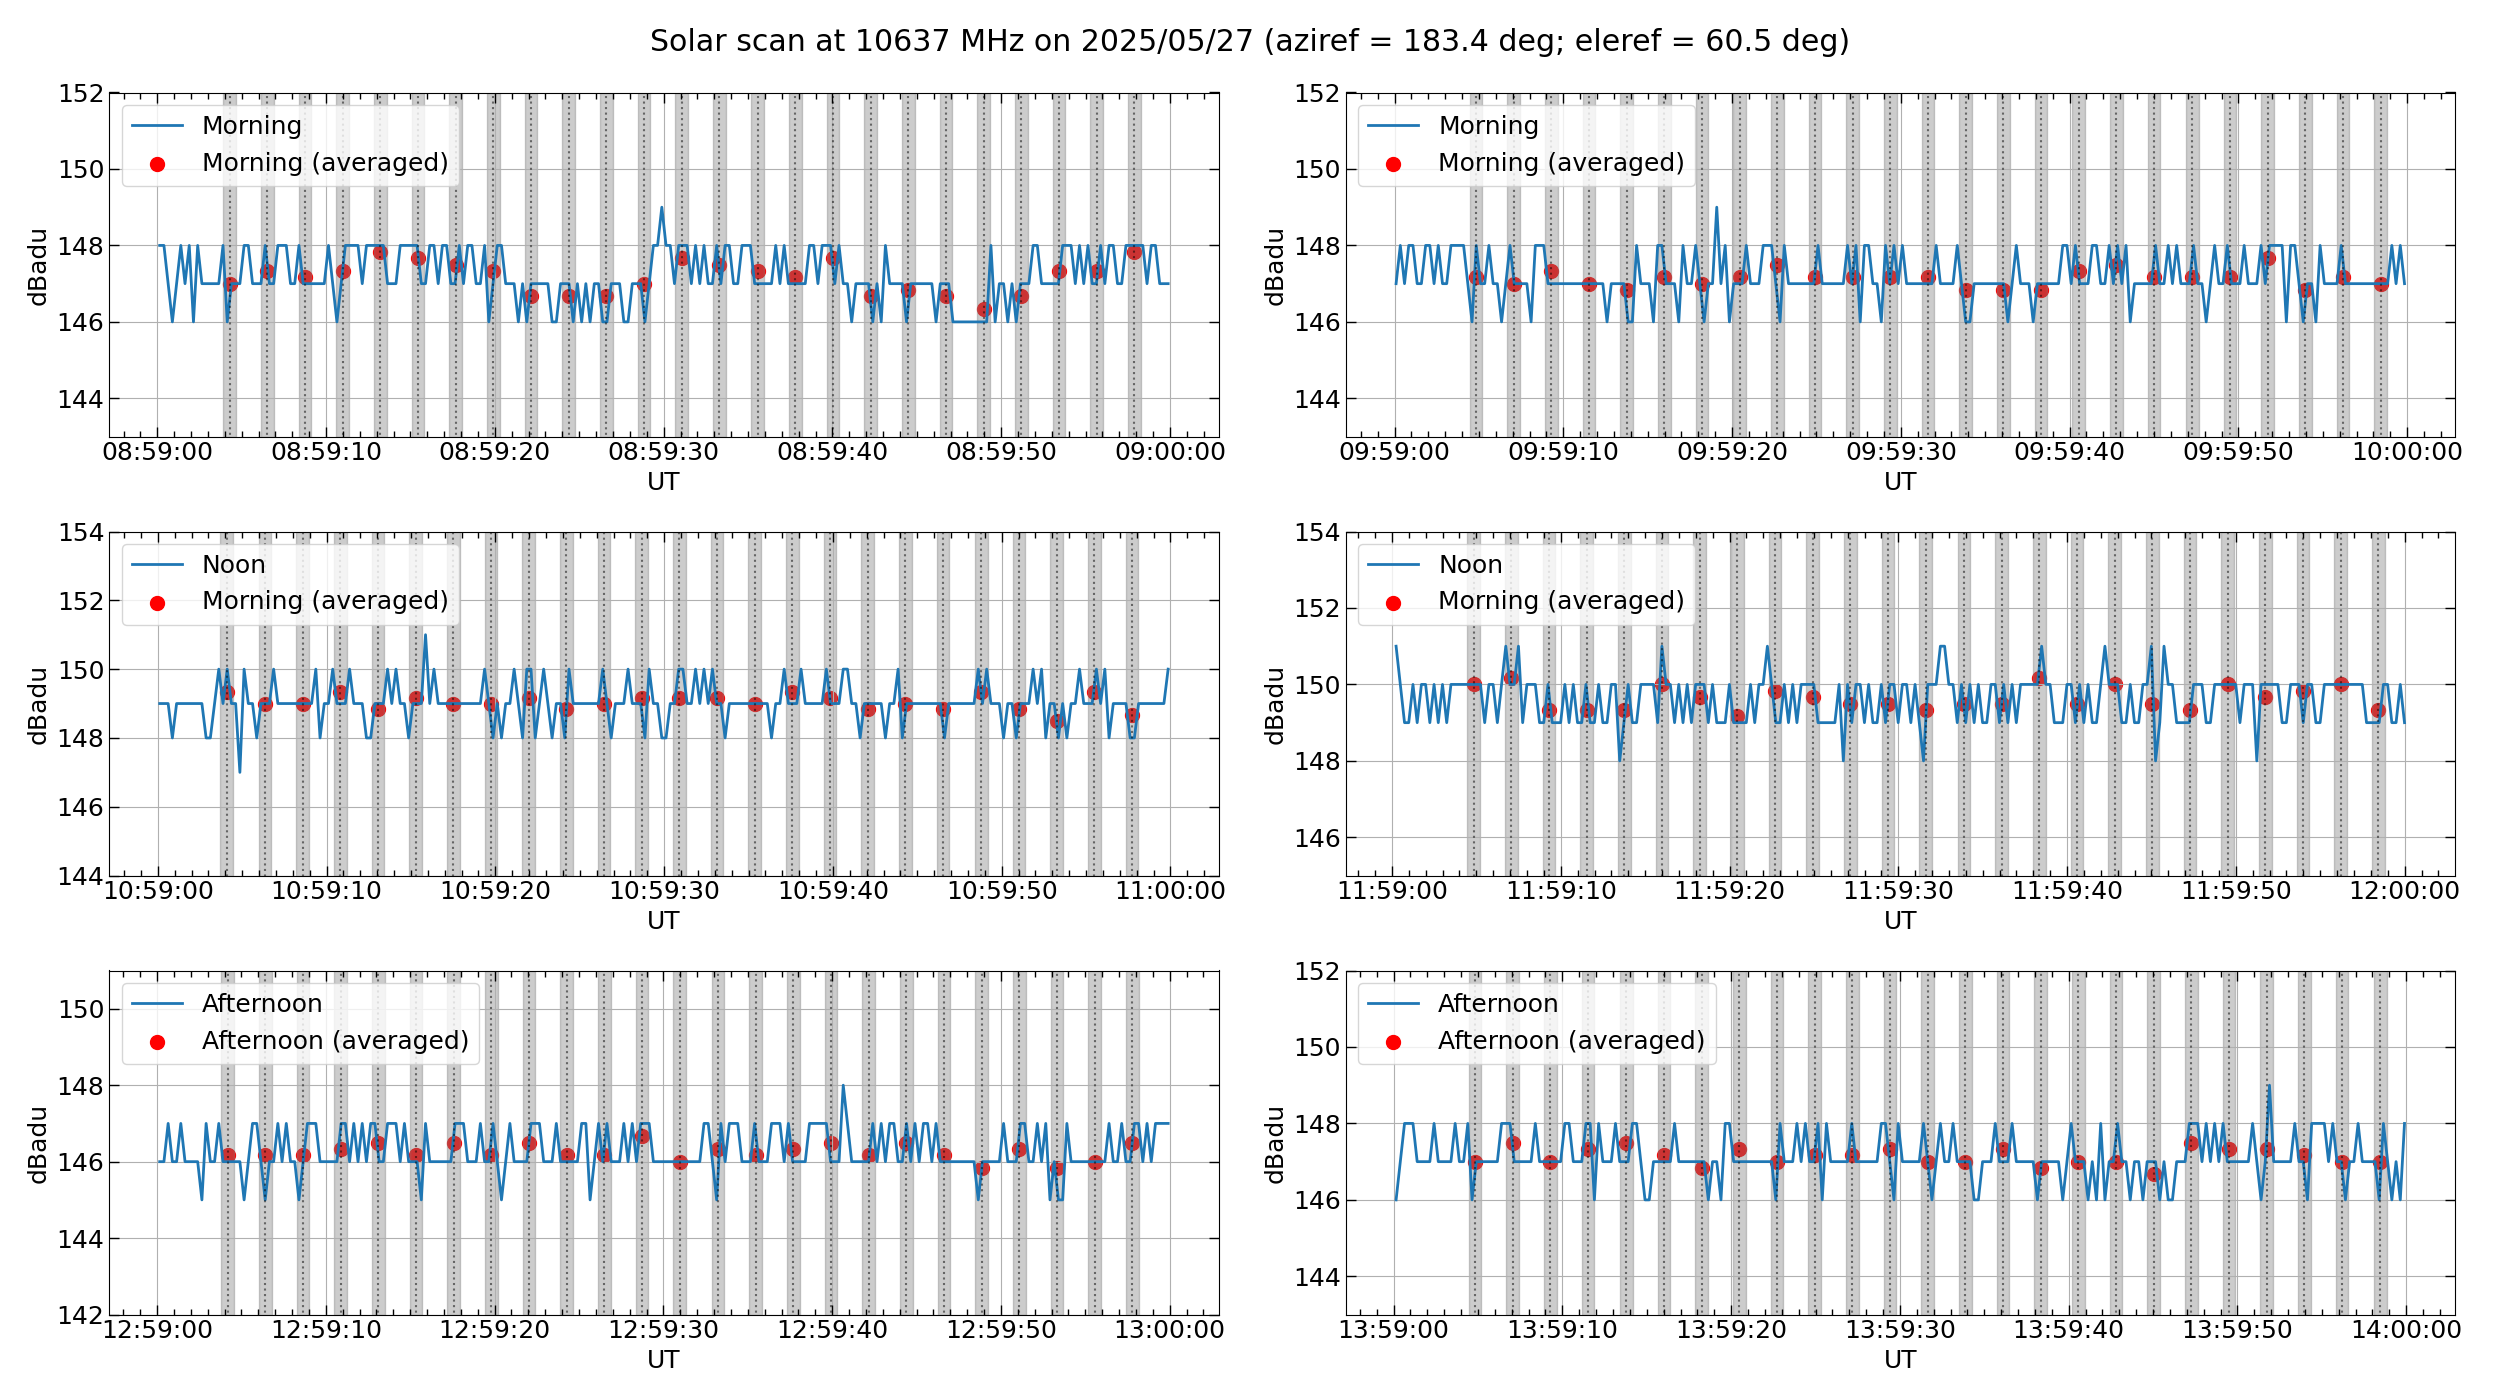 Solar scan at 10637 MHz on 2025/05/27 (aziref = 183.4 deg; eleref = 60.5 deg)
152
150
148
146
144
dBadu
Morning
Morning (averaged)
08:59:00 08:59:10 08:59:20 08:59:30 08:59:40 08:59:50 09:00:00
UT
152
150
148
146
144
dBadu
Morning
Morning (averaged)
09:59:00 09:59:10 09:59:20 09:59:30 09:59:40 09:59:50 10:00:00
UT
154
152
150
148
146
144
dBadu
Noon
Morning (averaged)
10:59:00 10:59:10 10:59:20 10:59:30 10:59:40 10:59:50 11:00:00
UT
154
152
150
148
146
dBadu
Noon
Morning (averaged)
11:59:00 11:59:10 11:59:20 11:59:30 11:59:40 11:59:50 12:00:00
UT
150
148
146
144
142
dBadu
Afternoon
Afternoon (averaged)
12:59:00 12:59:10 12:59:20 12:59:30 12:59:40 12:59:50 13:00:00
UT
152
150
148
146
144
dBadu
Afternoon
Afternoon (averaged)
13:59:00 13:59:10 13:59:20 13:59:30 13:59:40 13:59:50 14:00:00
UT